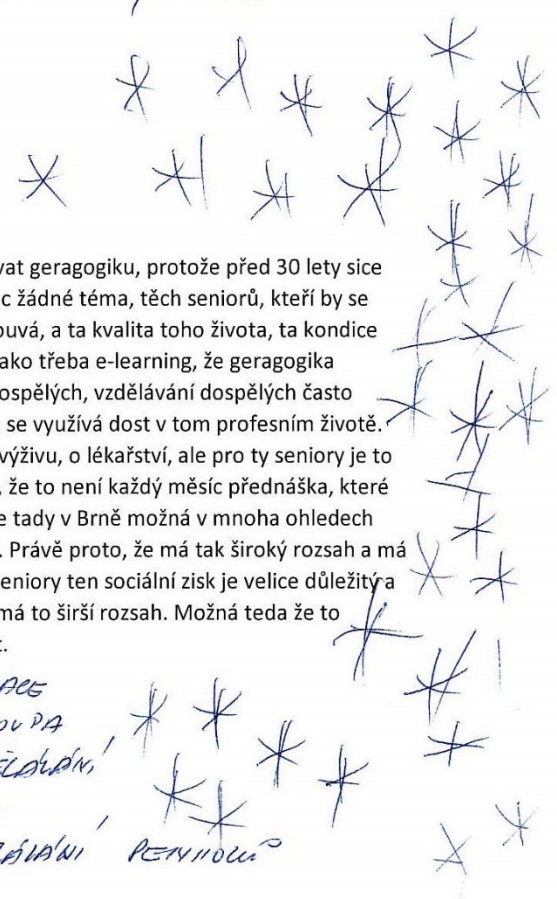 vat geragogiku, protože před 30 lety sice
c žádné téma, těch seniorů, kteří by se
ouvá, a ta kvalita toho života, ta kondice
ako třeba e-learning, že geragogika
ospělých, vzdělávání dospělých často
se využívá dost v tom profesním životě.
výživu, o lékařství, ale pro ty seniory je to
, že to není každý měsíc přednáška, které
e tady v Brně možná v mnoha ohledech
. Právě proto, že má tak široký rozsah a má
eniory ten sociální zisk je velice důležitý a
má to širší rozsah. Možná teda že to